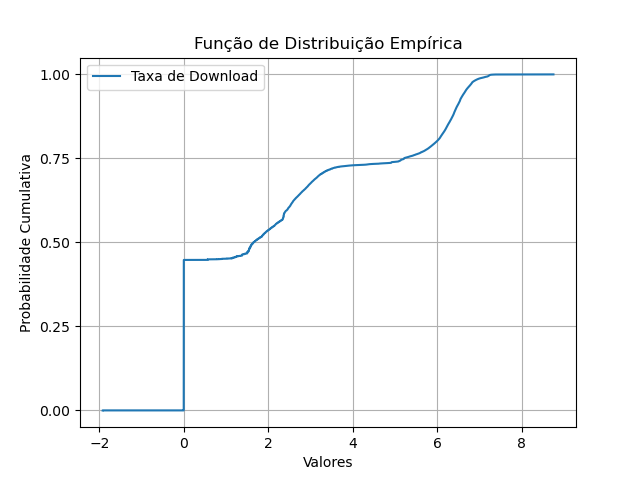 Função de Distribuição Empírica
Taxa de Download
Probabilidade Cumulativa
1.00
0.75
0.50
0.25
0.00
−2
0
2
4
6
8
Valores